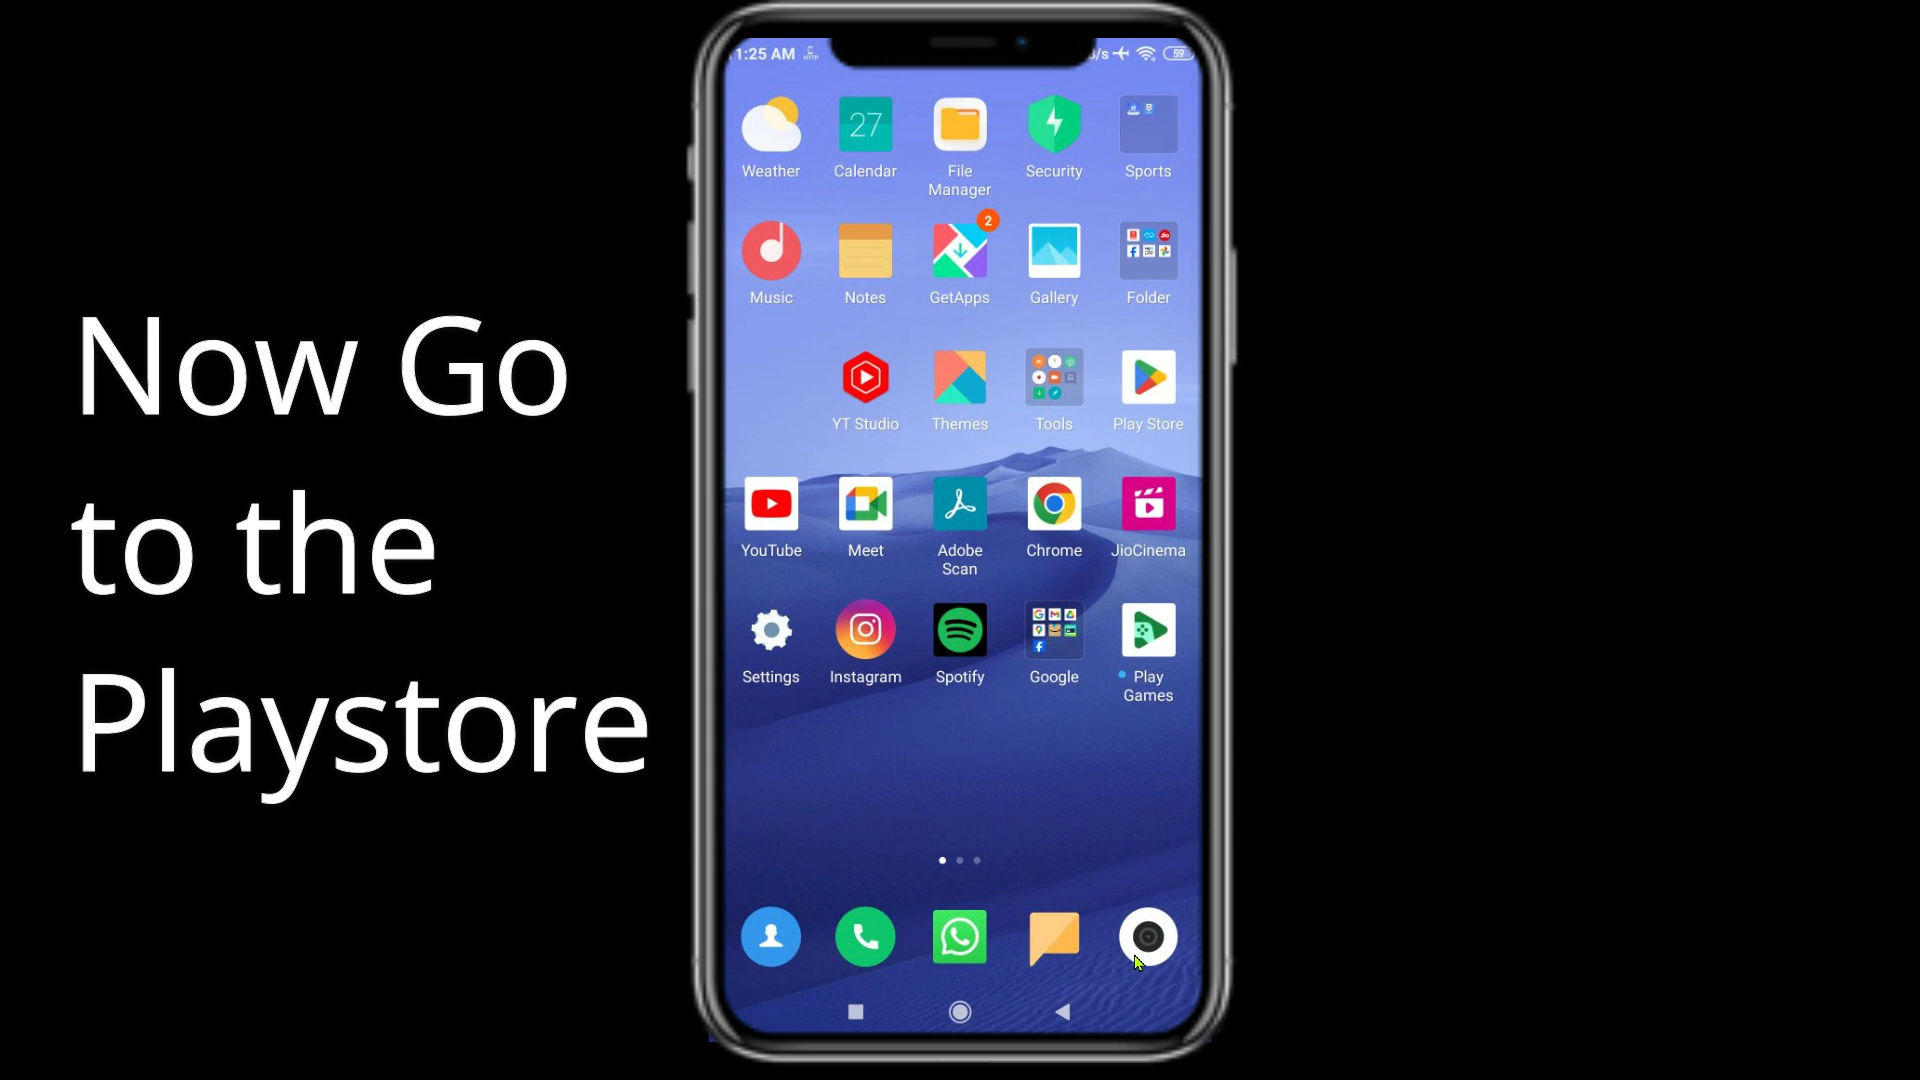 Now Go
to the
Playstore
1:25 AM
/s
59
27
Weather
Calendar
File
Manager
Security
Sports
2
Music
Notes
GetApps
Gallery
Folder
YT Studio
Themes
Tools
Play Store
YouTube
Meet
Adobe
Scan
Chrome
JioCinema
Settings
Instagram
Spotify
Google
Play
Games